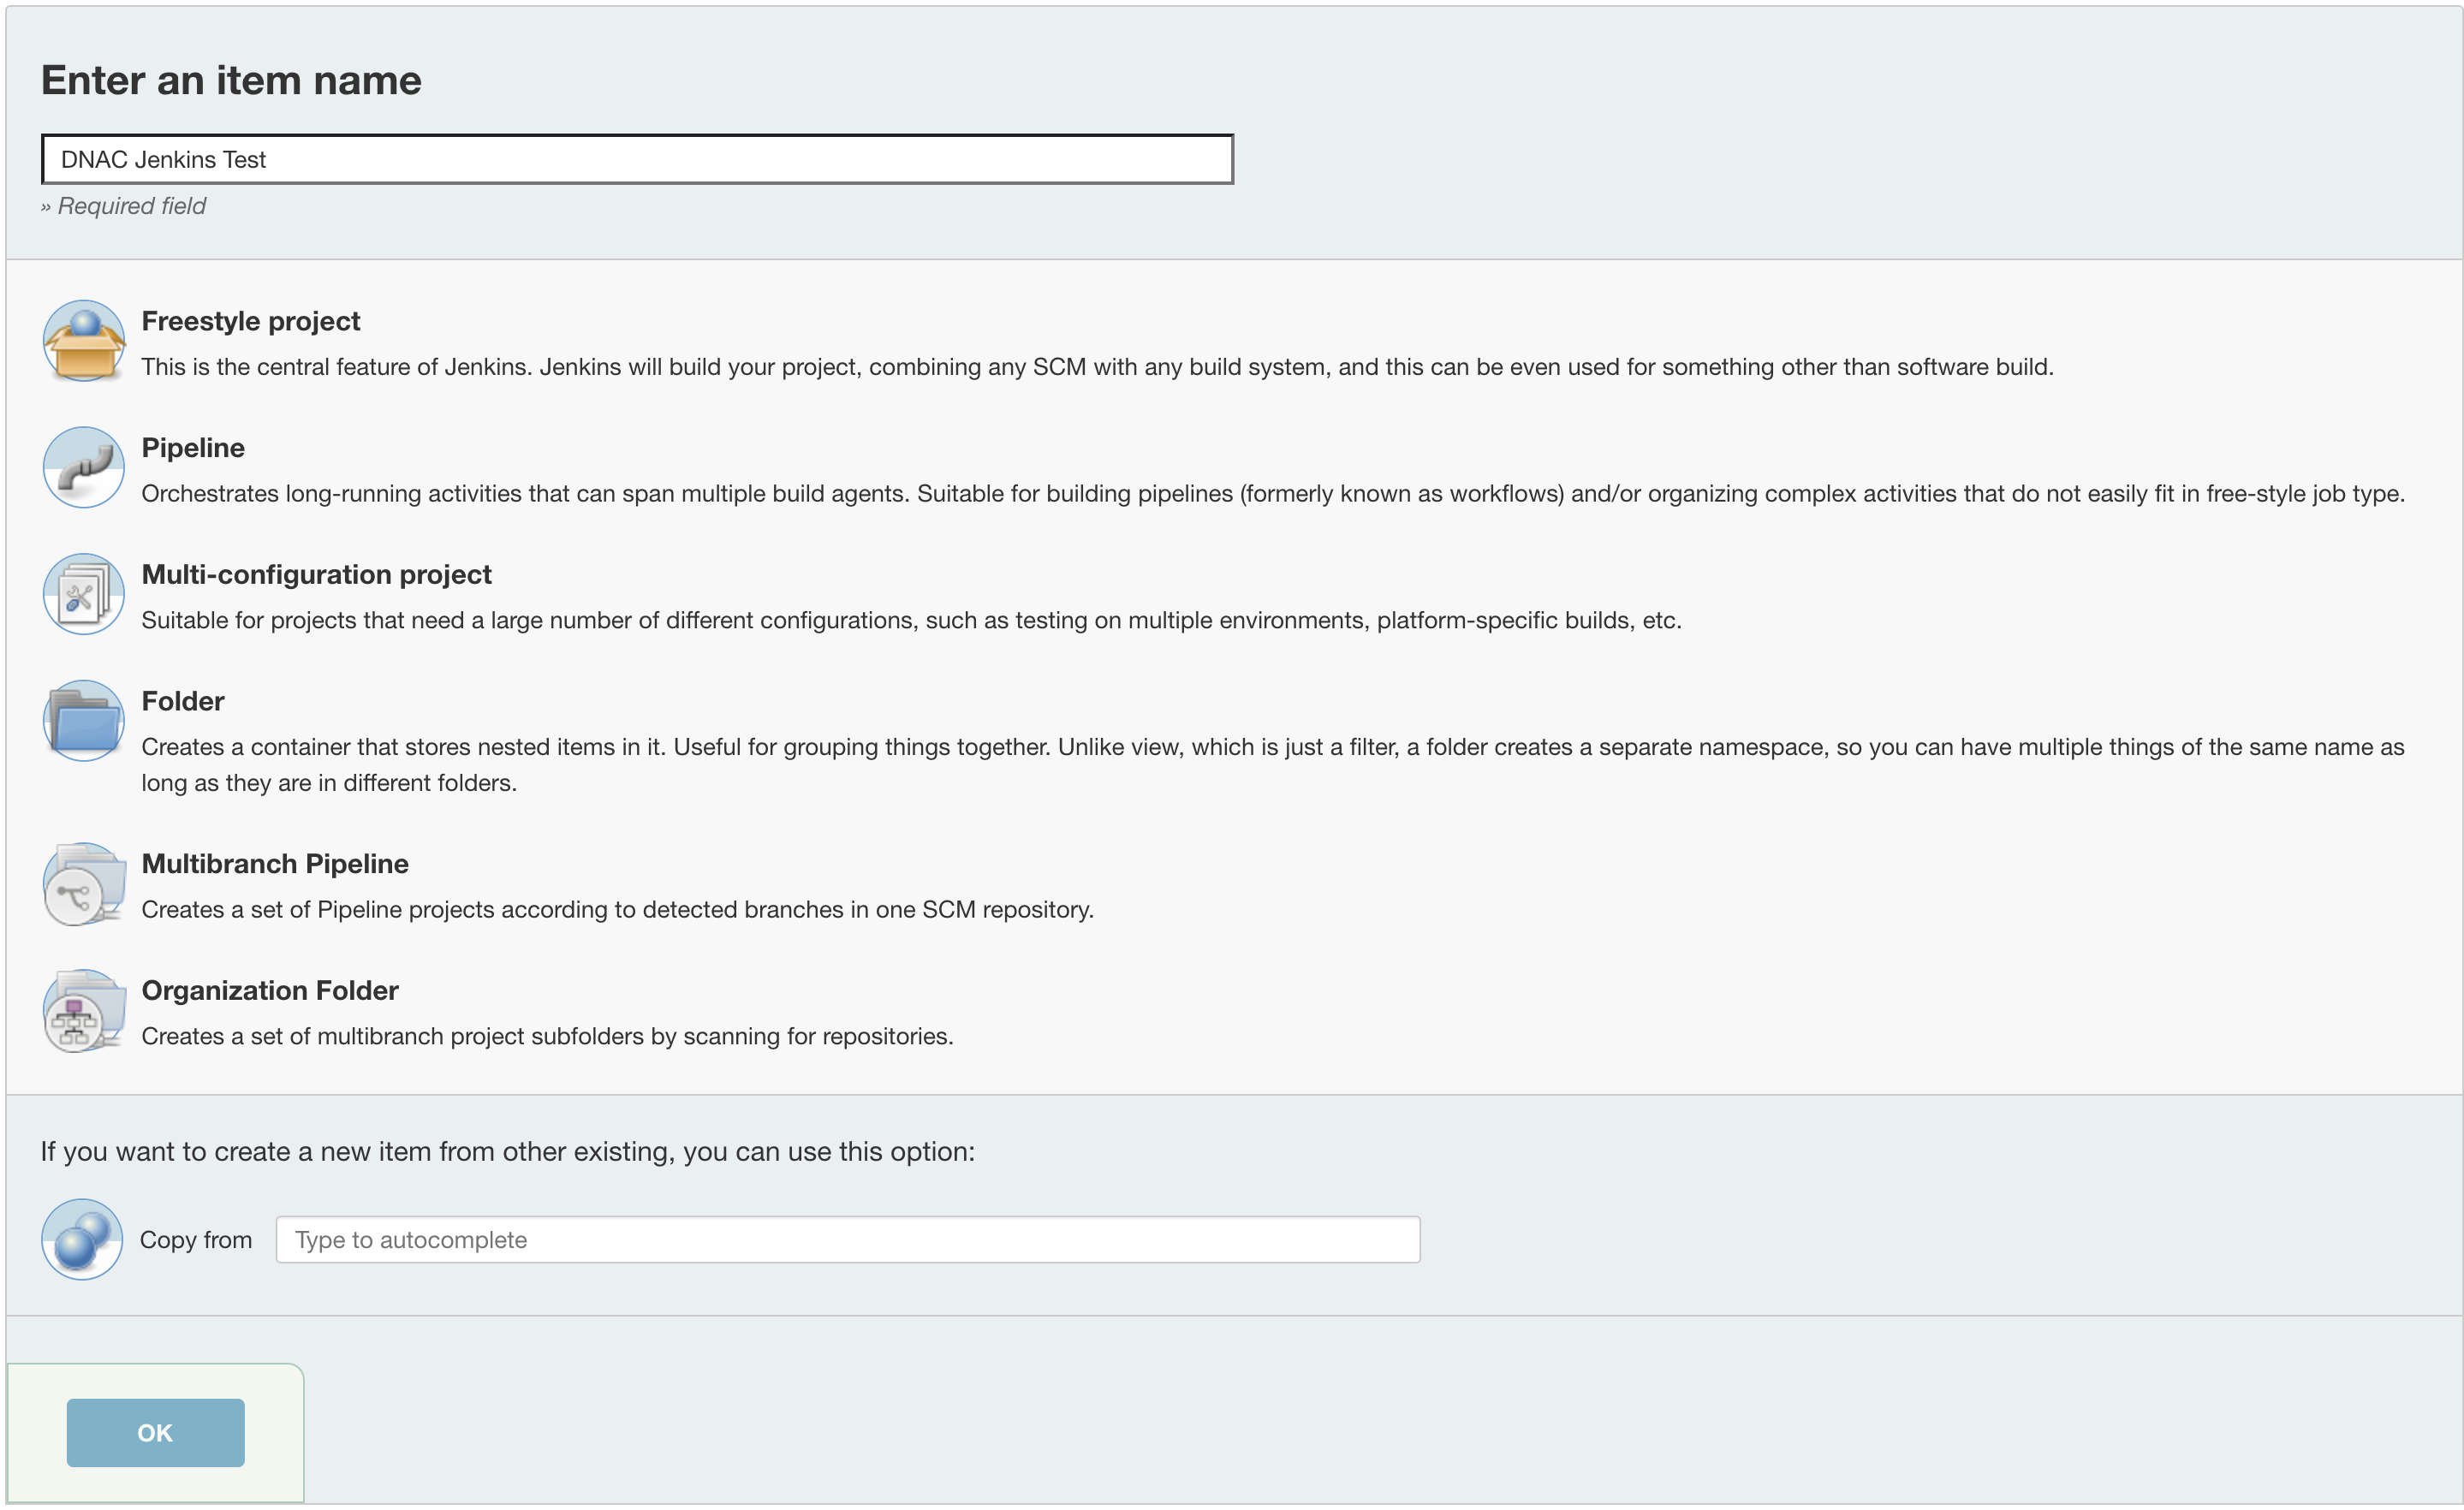 Enter an item name
DNAC Jenkins Test
» Required field
Freestyle project
This is the central feature of Jenkins. Jenkins will build your project, combining any SCM with any build system, and this can be even used for something other than software build.
Pipeline
Orchestrates long-running activities that can span multiple build agents. Suitable for building pipelines (formerly known as workflows) and/or organizing complex activities that do not easily fit in free-style job type.
Multi-configuration project
Suitable for projects that need a large number of different configurations, such as testing on multiple environments, platform-specific builds, etc.
Folder
Creates a container that stores nested items in it. Useful for grouping things together. Unlike view, which is just a filter, a folder creates a separate namespace, so you can have multiple things of the same name as
long as they are in different folders.
Multibranch Pipeline
Creates a set of Pipeline projects according to detected branches in one SCM repository.
Organization Folder
Creates a set of multibranch project subfolders by scanning for repositories.
If you want to create a new item from other existing, you can use this option:
Copy from
Type to autocomplete
OK